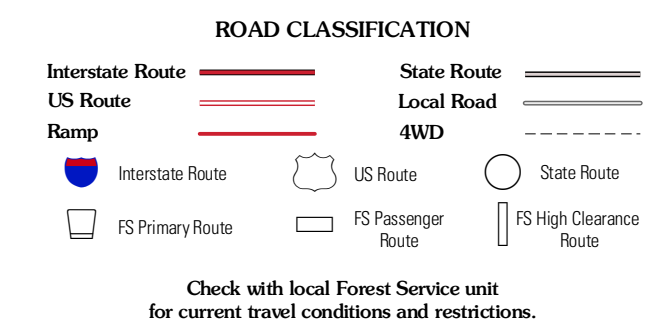 ROAD CLASSIFICATION
Interstate Route
State Route
US Route
Local Road
Ramp
4WD
Interstate Route
US Route
State Route
FS Primary Route
FS Passenger
Route
FS High Clearance
Route
Check with local Forest Service unit
for current travel conditions and restrictions.